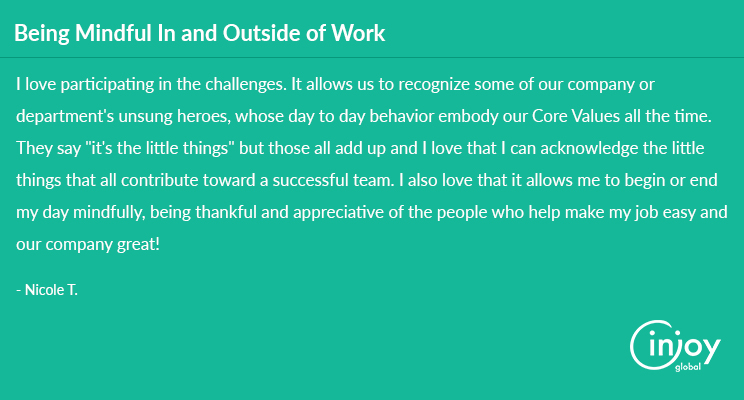 Being Mindful In and Outside of Work
I love participating in the challenges. It allows us to recognize some of our company or
department's unsung heroes, whose day to day behavior embody our Core Values all the time.
They say "it's the little things" but those all add up and I love that I can acknowledge the little
things that all contribute toward a successful team. I also love that it allows me to begin or end
my day mindfully, being thankful and appreciative of the people who help make my job easy and
our company great!
- Nicole T.
injoy
global